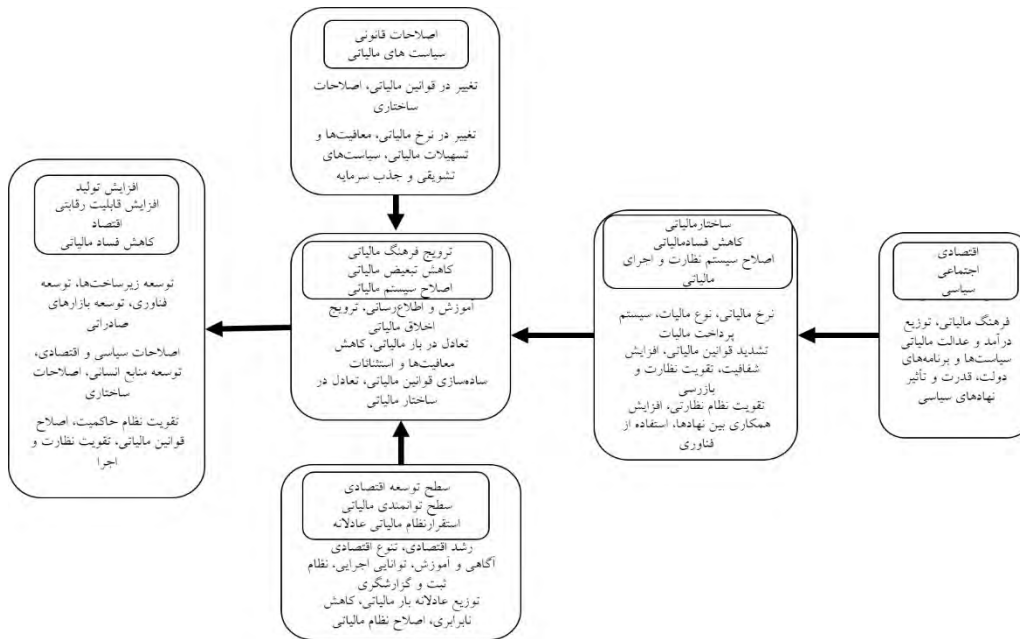 اصلاحات قانونی
سیاست های مالیاتی
تغییر در قوانین مالیاتی، اصلاحات
ساختاری
تغییر در نرخ مالیاتی، معافیت‌ها و
تسهیلات مالیاتی، سیاست‌های
تشویقی و جذب سرمایه
اقتصادی
اجتماعی
سیاسی
فرهنگ مالیاتی، توزیع
درآمد و عدالت مالیاتی
سیاست‌ها و برنامه‌های
دولت، قدرت و تأثیر
نهادهای سیاسی
ساختارمالیاتی
کاهش فسادمالیاتی
اصلاح سیستم نظارت و اجرای
مالیاتی
نرخ مالیاتی، نوع مالیات، سیستم
پرداخت مالیات
تشدید قوانین مالیاتی، افزایش
شفافیت، تقویت نظارت و
بازرسی
تقویت نظام نظارتی، افزایش
همکاری بین نهادها، استفاده از
فناوری
ترویج فرهنگ مالیاتی
کاهش تبعیض مالیاتی
اصلاح سیستم مالیاتی
آموزش و اطلاع‌رسانی، ترویج
اخلاق مالیاتی
تعادل در بار مالیاتی، کاهش
معافیت‌ها و استثنائات
ساده‌سازی قوانین مالیاتی، تعادل در
ساختار مالیاتی
افزایش تولید
افزایش قابلیت رقابتی
اقتصاد
کاهش فساد مالیاتی
توسعه زیرساخت‌ها، توسعه
فناوری، توسعه بازارهای
صادراتی
اصلاحات سیاسی و اقتصادی،
توسعه منابع انسانی، اصلاحات
ساختاری
تقویت نظام حاکمیت، اصلاح
قوانین مالیاتی، تقویت نظارت و
اجرا
سطح توسعه اقتصادی
سطح توانمندی مالیاتی
استقرارنظام مالیاتی عادلانه
رشد اقتصادی، تنوع اقتصادی
آگاهی و آموزش، توانایی اجرایی، نظام
ثبت و گزارشگری
توزیع عادلانه بار مالیاتی، کاهش
نابرابری، اصلاح نظام مالیاتی